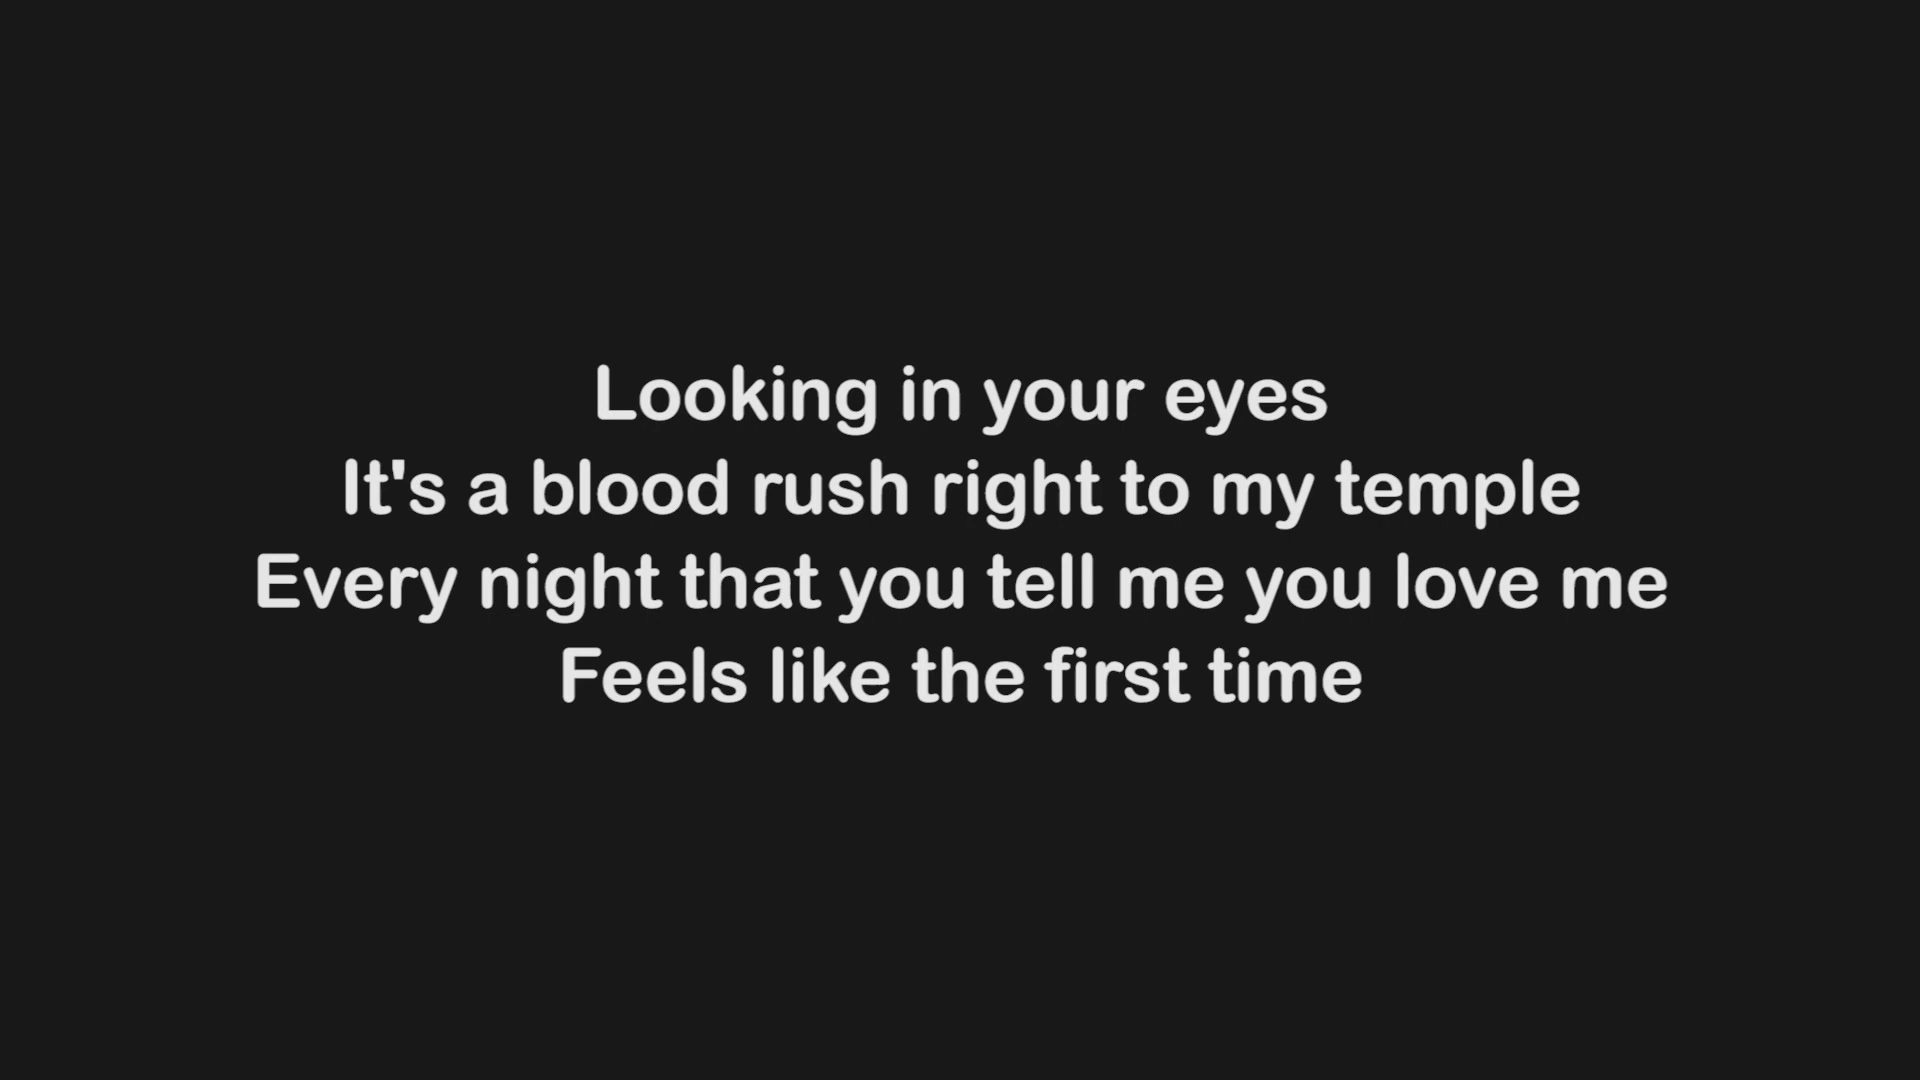 Looking in your eyes
It's a blood rush right to my temple
Every night that you tell me you love me
Feels like the first time